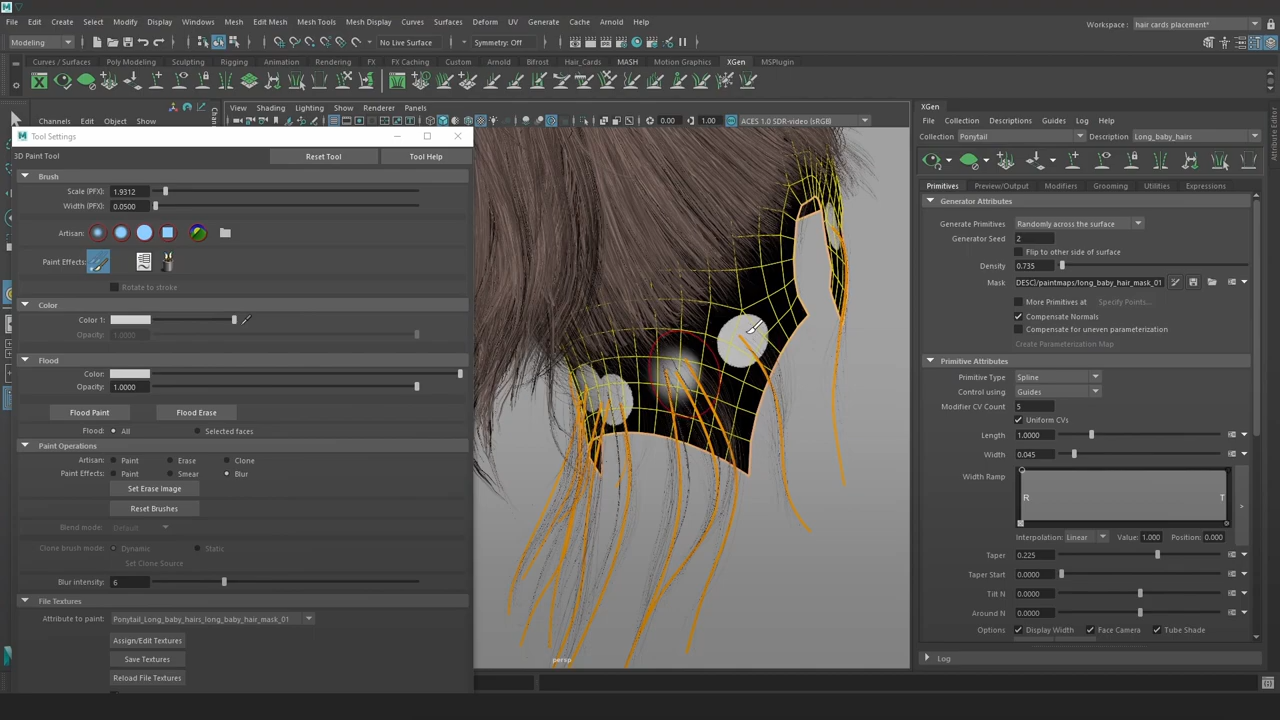 File Edit Create Select Modify Display Windows Mesh Edit Mesh Mesh Tools Mesh Display Curves Surfaces Deform UV Generate Cache Arnold Help
Workspace : hair cards placement*
Modeling No Live Surface Symmetry: Off
Curves / Surfaces Poly Modeling Sculpting Rigging Animation Rendering FX FX Caching Custom Arnold Bifrost Hair_Cards MASH Motion Graphics XGen MSPlugin
View Shading Lighting Show Renderer Panels
Channels Edit Object Show
0.00 1.00 ACES 1.0 SDR-video (sRGB)
Tool Settings
3D Paint Tool Reset Tool Tool Help
Brush
Scale (PFX): 1.9312
Width (PFX): 0.0500
Artisan:
Paint Effects:
Rotate to stroke
Color
Color 1:
Opacity: 1.0000
Flood
Color:
Opacity: 1.0000
Flood Paint Flood Erase
Flood: All Selected faces
Paint Operations
Artisan: Paint Erase Clone
Paint Effects: Paint Smear Blur
Set Erase Image
Reset Brushes
Blend mode: Default
Clone brush mode: Dynamic Static
Set Clone Source
Blur intensity: 6
File Textures
Attribute to paint: Ponytail_Long_baby_hairs_long_baby_hair_mask_01
Assign/Edit Textures
Save Textures
Reload File Textures
persp
XGen
File Collection Descriptions Guides Log Help
Collection Ponytail Description Long_baby_hairs
Primitives Preview/Output Modifiers Grooming Utilities Expressions
Generator Attributes
Generate Primitives Randomly across the surface
Generator Seed 2
Flip to other side of surface
Density 0.735
Mask DESC}/paintmaps/long_baby_hair_mask_01
More Primitives at Specify Points...
Compensate Normals
Compensate for uneven parameterization
Create Parameterization Map
Primitive Attributes
Primitive Type Spline
Control using Guides
Modifier CV Count 5
Uniform CVs
Length 1.0000
Width 0.045
Width Ramp R T
Interpolation: Linear Value: 1.000 Position: 0.000
Taper 0.225
Taper Start 0.0000
Tilt N 0.0000
Around N 0.0000
Options Display Width Face Camera Tube Shade
Log
Attribute Editor